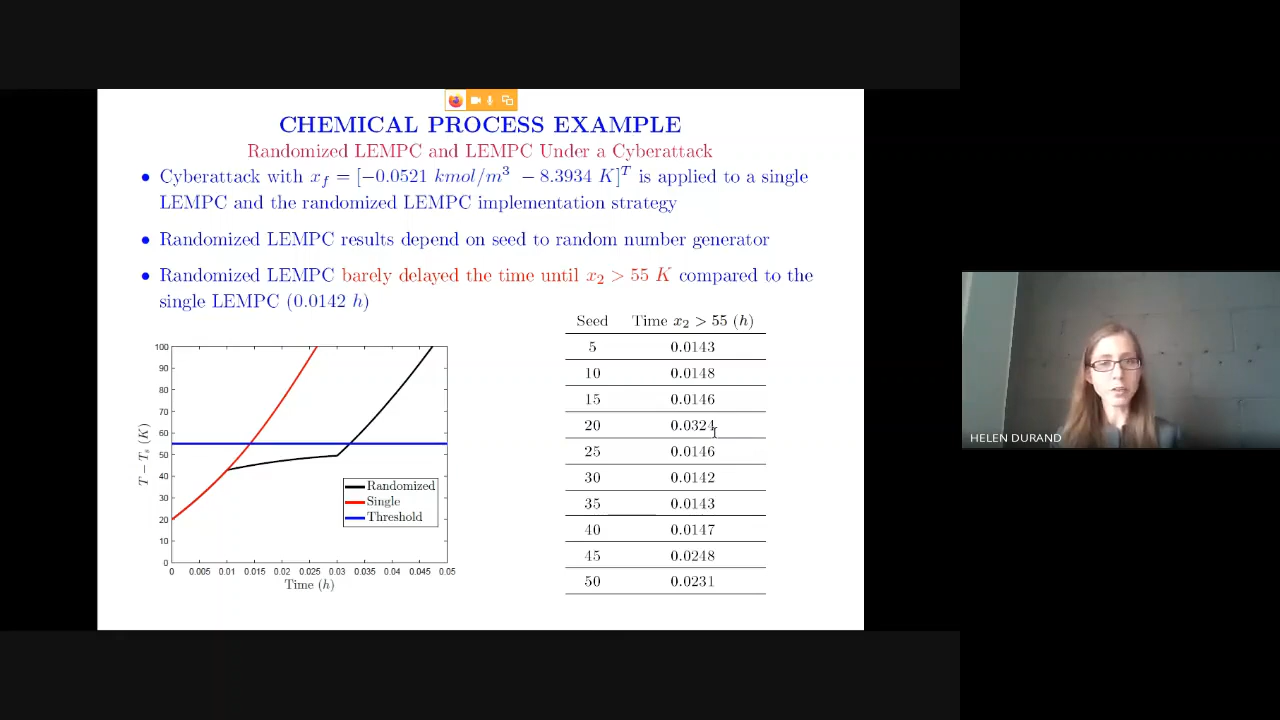 CHEMICAL PROCESS EXAMPLE
Randomized LEMPC and LEMPC Under a Cyberattack
• Cyberattack with x_f = [−0.0521 kmol/m³ − 8.3934 K]^T is applied to a single
LEMPC and the randomized LEMPC implementation strategy
• Randomized LEMPC results depend on seed to random number generator
• Randomized LEMPC barely delayed the time until x₂ > 55 K compared to the
single LEMPC (0.0142 h)
Seed Time x₂ > 55 (h)
5 0.0143
10 0.0148
15 0.0146
20 0.0324
25 0.0146
30 0.0142
35 0.0143
40 0.0147
45 0.0248
50 0.0231
T − T_s (K)
100
90
80
70
60
50
40
30
20
10
0
Randomized
Single
Threshold
0 0.005 0.01 0.015 0.02 0.025 0.03 0.035 0.04 0.045 0.05
Time (h)
HELEN DURAND